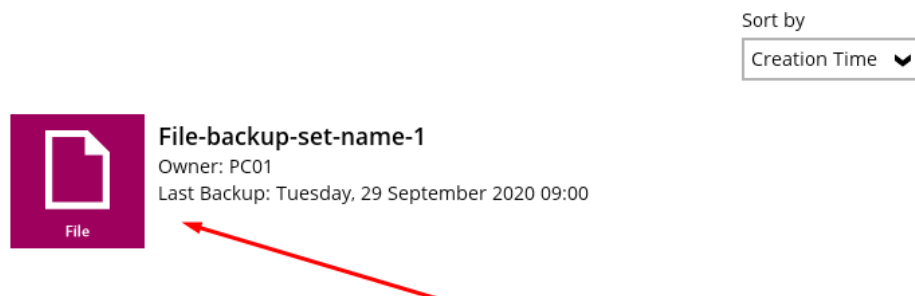 Sort by
Creation Time
File-backup-set-name-1
Owner: PC01
Last Backup: Tuesday, 29 September 2020 09:00
File